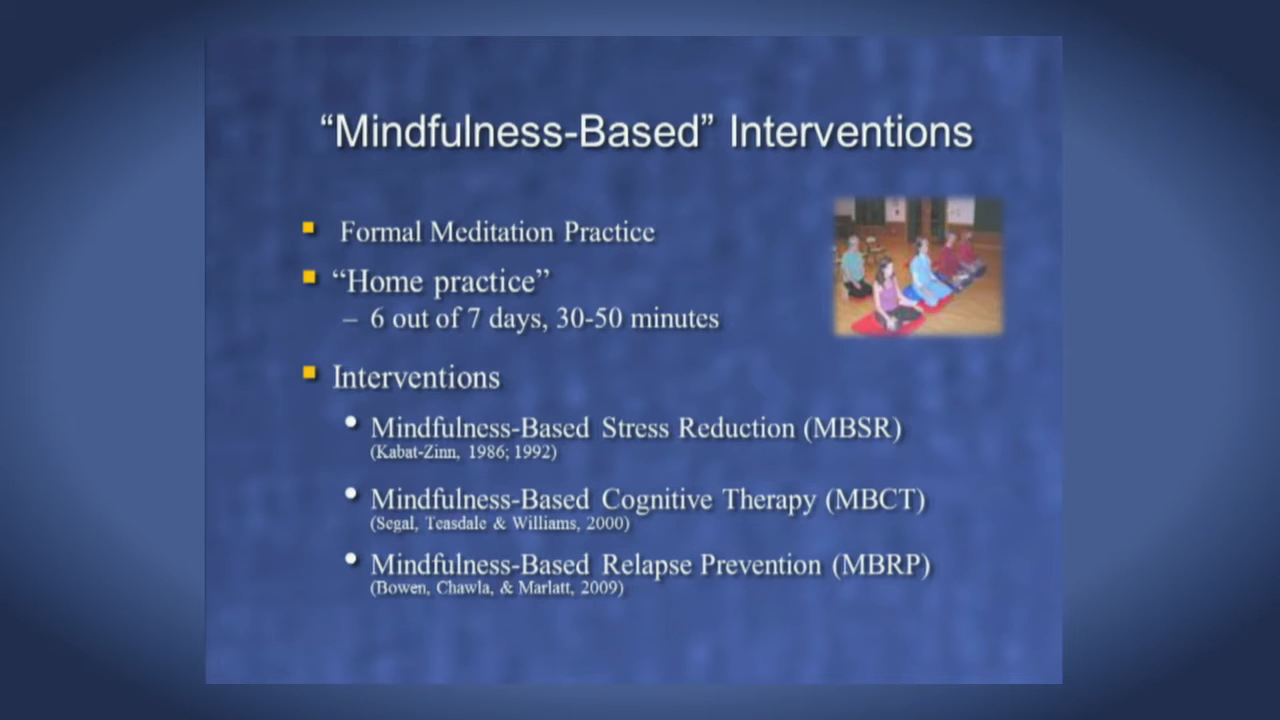 “Mindfulness-Based” Interventions
Formal Meditation Practice
“Home practice”
– 6 out of 7 days, 30-50 minutes
Interventions
Mindfulness-Based Stress Reduction (MBSR)
(Kabat-Zinn, 1986; 1992)
Mindfulness-Based Cognitive Therapy (MBCT)
(Segal, Teasdale & Williams, 2000)
Mindfulness-Based Relapse Prevention (MBRP)
(Bowen, Chawla, & Marlatt, 2009)